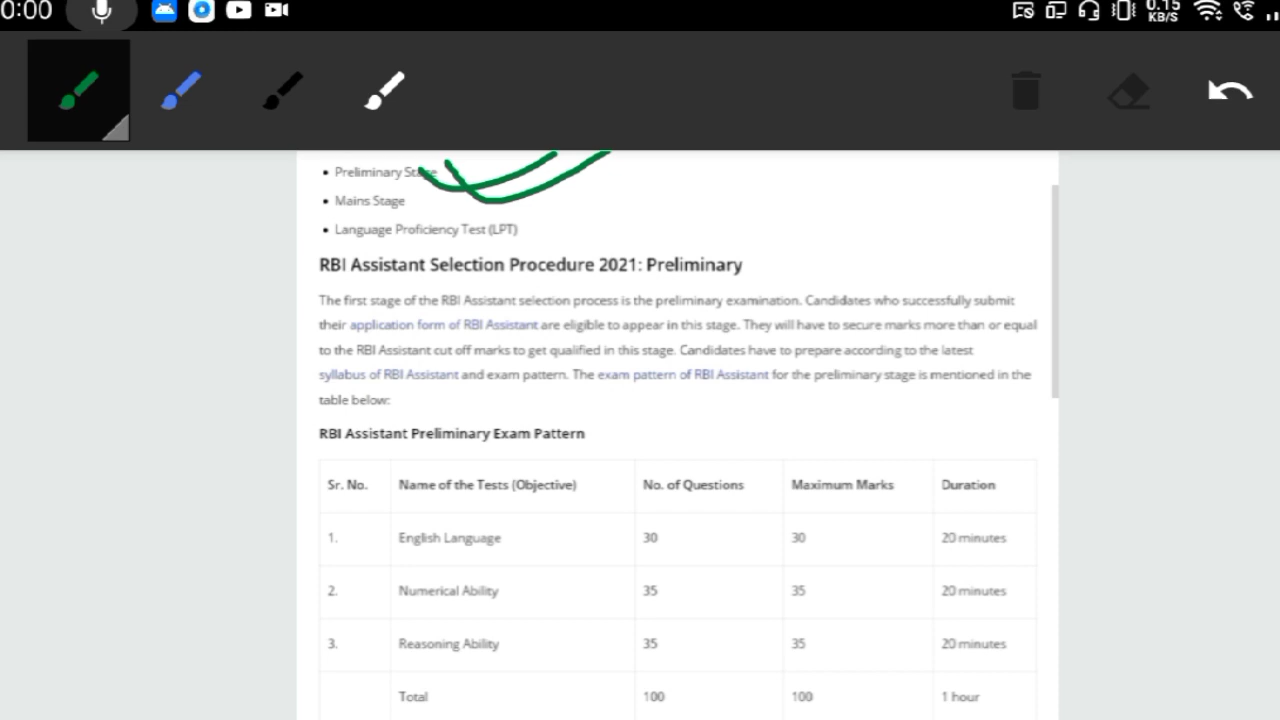 0:00
0.15
KB/S
• Preliminary Stage
• Mains Stage
• Language Proficiency Test (LPT)
RBI Assistant Selection Procedure 2021: Preliminary
The first stage of the RBI Assistant selection process is the preliminary examination. Candidates who successfully submit
their application form of RBI Assistant are eligible to appear in this stage. They will have to secure marks more than or equal
to the RBI Assistant cut off marks to get qualified in this stage. Candidates have to prepare according to the latest
syllabus of RBI Assistant and exam pattern. The exam pattern of RBI Assistant for the preliminary stage is mentioned in the
table below:
RBI Assistant Preliminary Exam Pattern
Sr. No. Name of the Tests (Objective) No. of Questions Maximum Marks Duration
1. English Language 30 30 20 minutes
2. Numerical Ability 35 35 20 minutes
3. Reasoning Ability 35 35 20 minutes
Total 100 100 1 hour